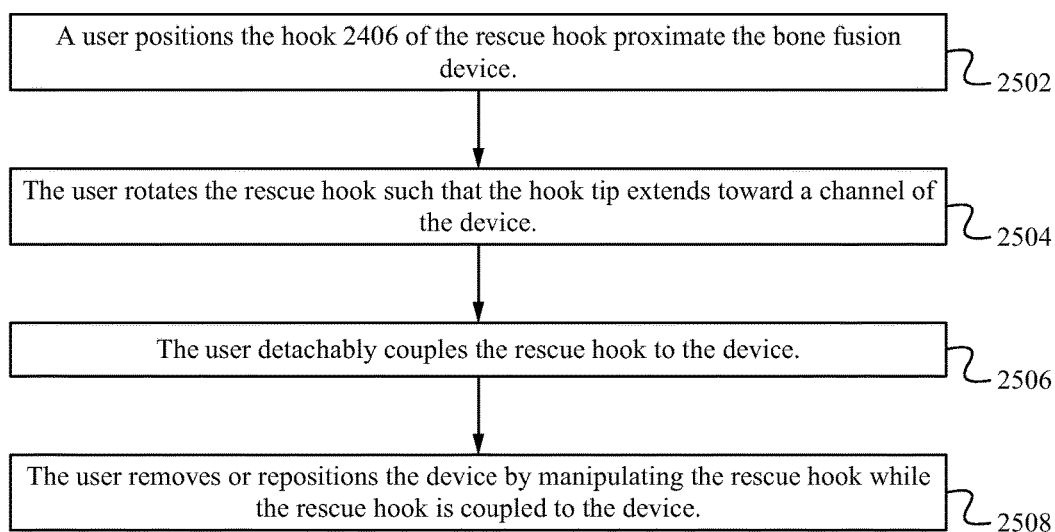 A user positions the hook 2406 of the rescue hook proximate the bone fusion
device.
2502
The user rotates the rescue hook such that the hook tip extends toward a channel of
the device.
2504
The user detachably couples the rescue hook to the device.
2506
The user removes or repositions the device by manipulating the rescue hook while
the rescue hook is coupled to the device.
2508